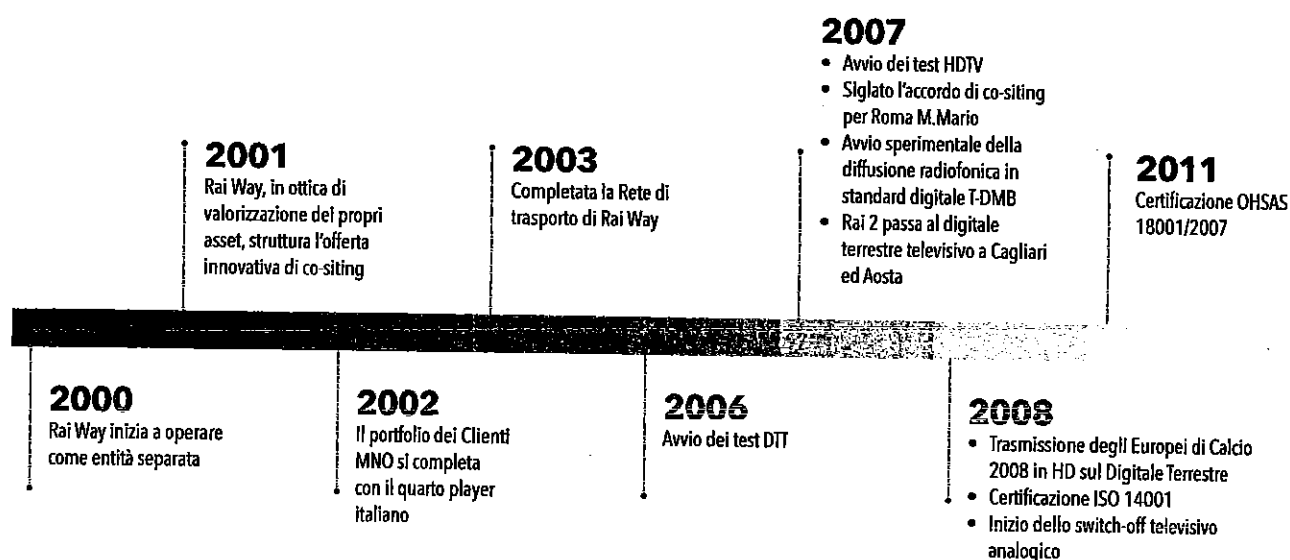 2007
• Avvio dei test HDTV
• Siglato l'accordo di co-siting
per Roma M.Mario
• Avvio sperimentale della
diffusione radiofonica in
standard digitale T-DMB
• Rai 2 passa al digitale
terrestre televisivo a Cagliari
ed Aosta
2001
Rai Way, in ottica di
valorizzazione dei propri
asset, struttura l'offerta
innovativa di co-siting
2003
Completata la Rete di
trasporto di Rai Way
2011
Certificazione OHSAS
18001/2007
2000
Rai Way inizia a operare
come entità separata
2002
Il portfolio dei Clienti
MNO si completa
con il quarto player
italiano
2006
Avvio dei test DTT
2008
• Trasmissione degli Europei di Calcio
2008 in HD sul Digitale Terrestre
• Certificazione ISO 14001
• Inizio dello switch-off televisivo
analogico